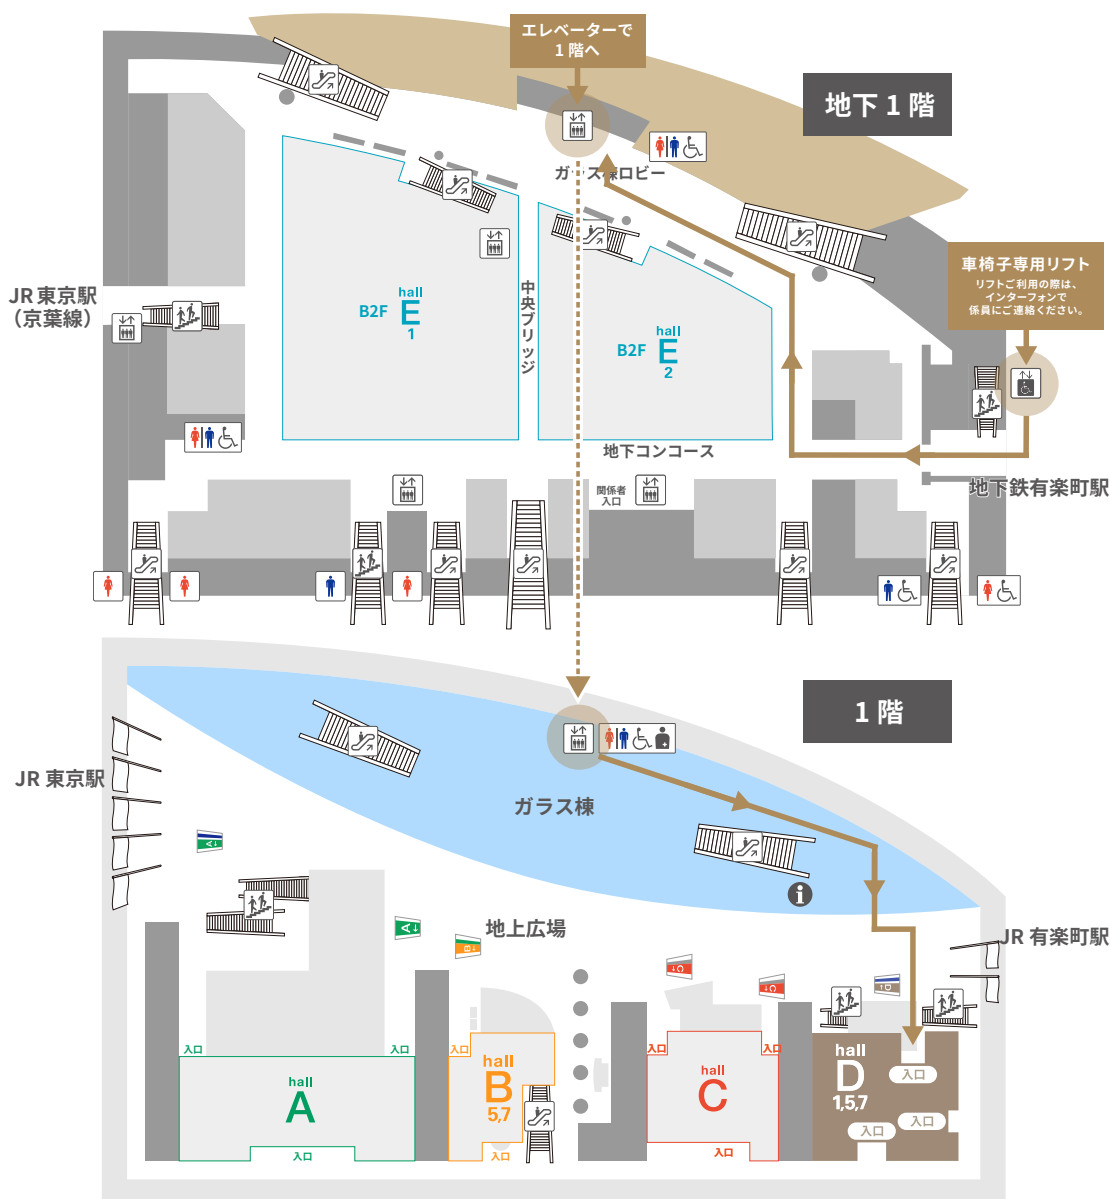 エレベーターで
1階へ
地下1階
ガラス棟ロビー
車椅子専用リフト
リフトご利用の際は、
インターフォンで
係員にご連絡ください。
JR東京駅
（京葉線）
hall
B2F E
1
中央ブリッジ
hall
B2F E
2
地下コンコース
関係者
入口
地下鉄有楽町駅
1階
JR東京駅
ガラス棟
A↓
i
A↓
地上広場
B↓
JR有楽町駅
C↓
C↓
D↓
入口
入口
入口
入口
入口
hall
A
入口
hall
B
5,7
入口
hall
C
入口
hall
D
1,5,7
入口
入口
入口